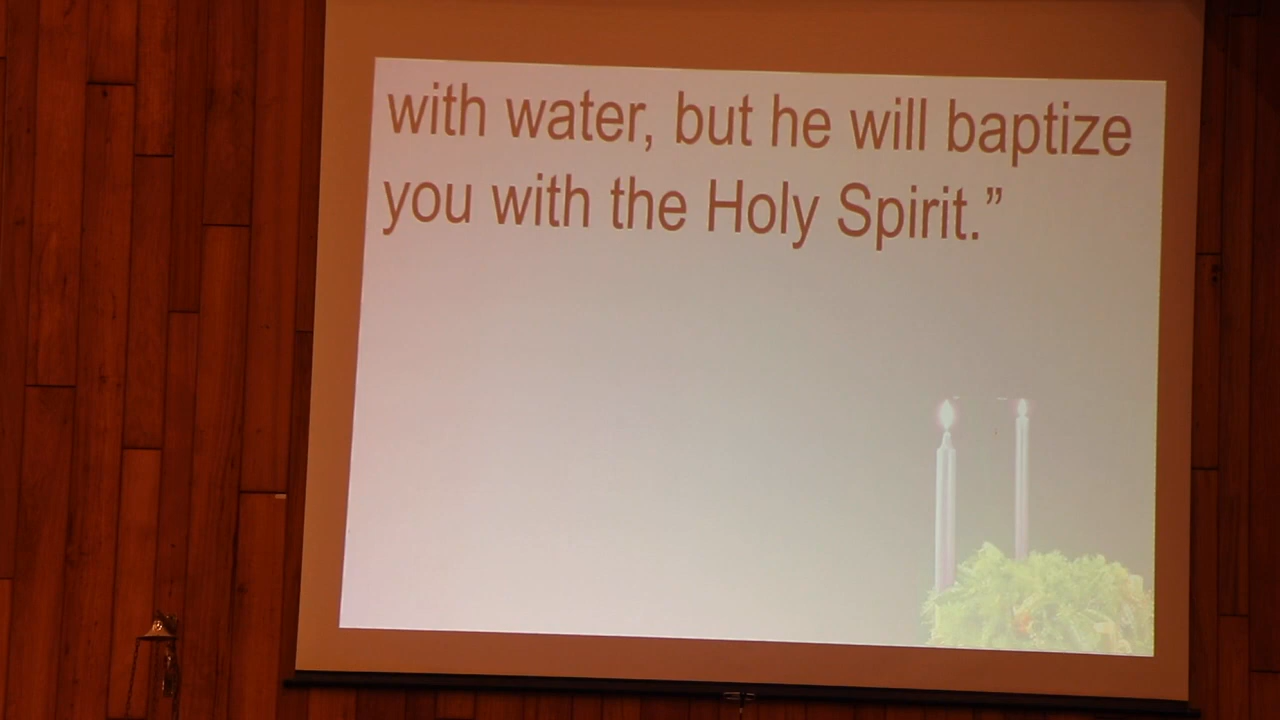 with water, but he will baptize
you with the Holy Spirit.”